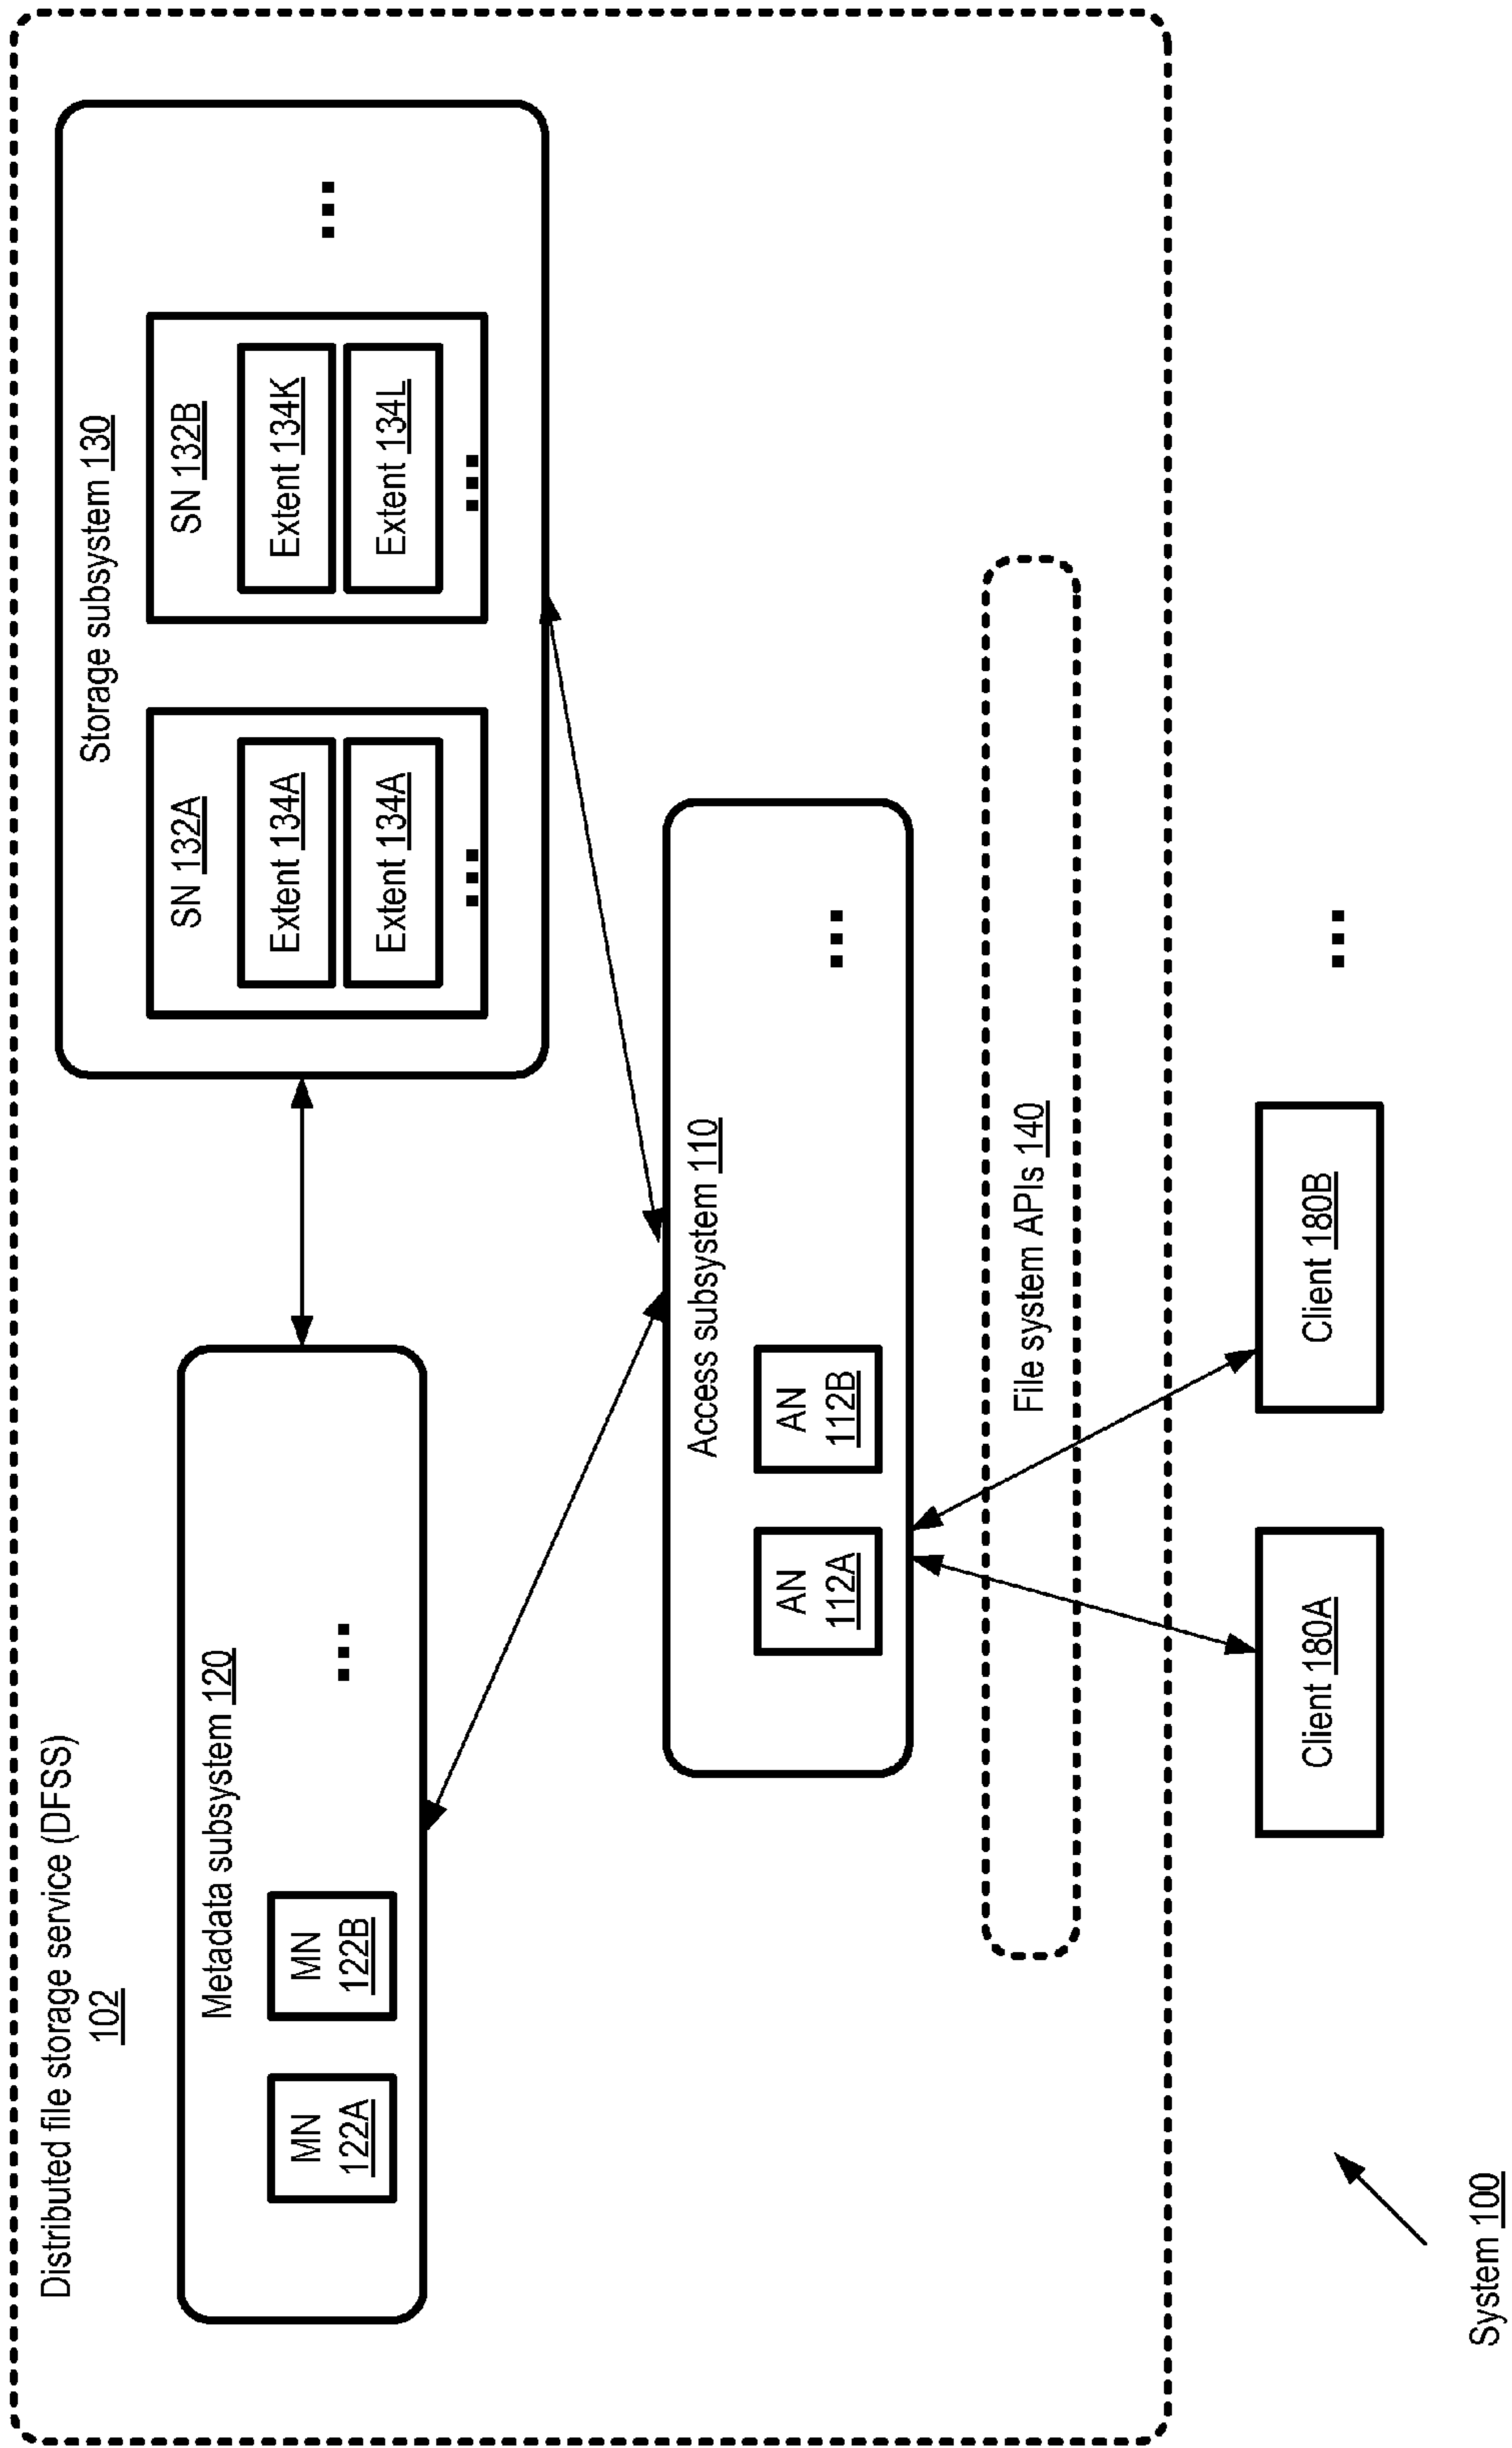 Distributed file storage service (DFSS)
102
Metadata subsystem 120
MN
122A
MN
122B
...
Storage subsystem 130
SN 132A
Extent 134A
Extent 134A
...
SN 132B
Extent 134K
Extent 134L
...
...
Access subsystem 110
AN
112A
AN
112B
...
File system APIs 140
Client 180A
Client 180B
...
System 100